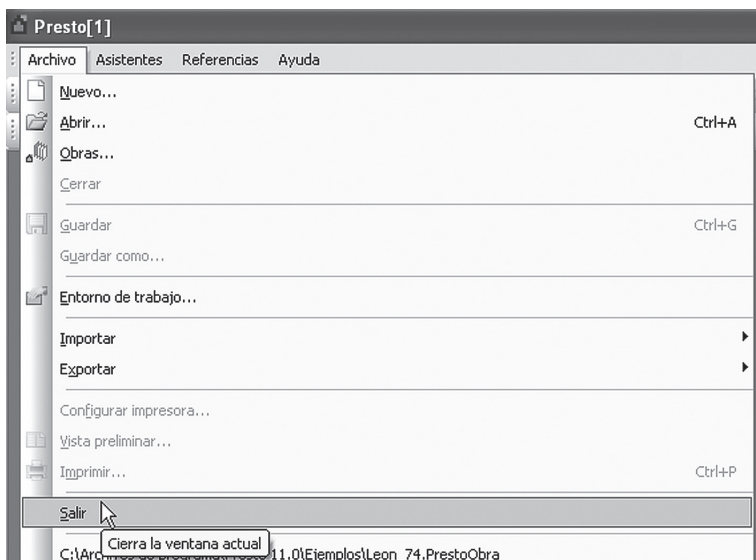 Presto[1]
Archivo Asistentes Referencias Ayuda
Nuevo...
Abrir... Ctrl+A
Obras...
Cerrar
Guardar Ctrl+G
Guardar como...
Entorno de trabajo...
Importar
Exportar
Configurar impresora...
Vista preliminar...
Imprimir... Ctrl+P
Salir
Cierra la ventana actual
11.0\Ejemplos\Leon_74.PrestoObra